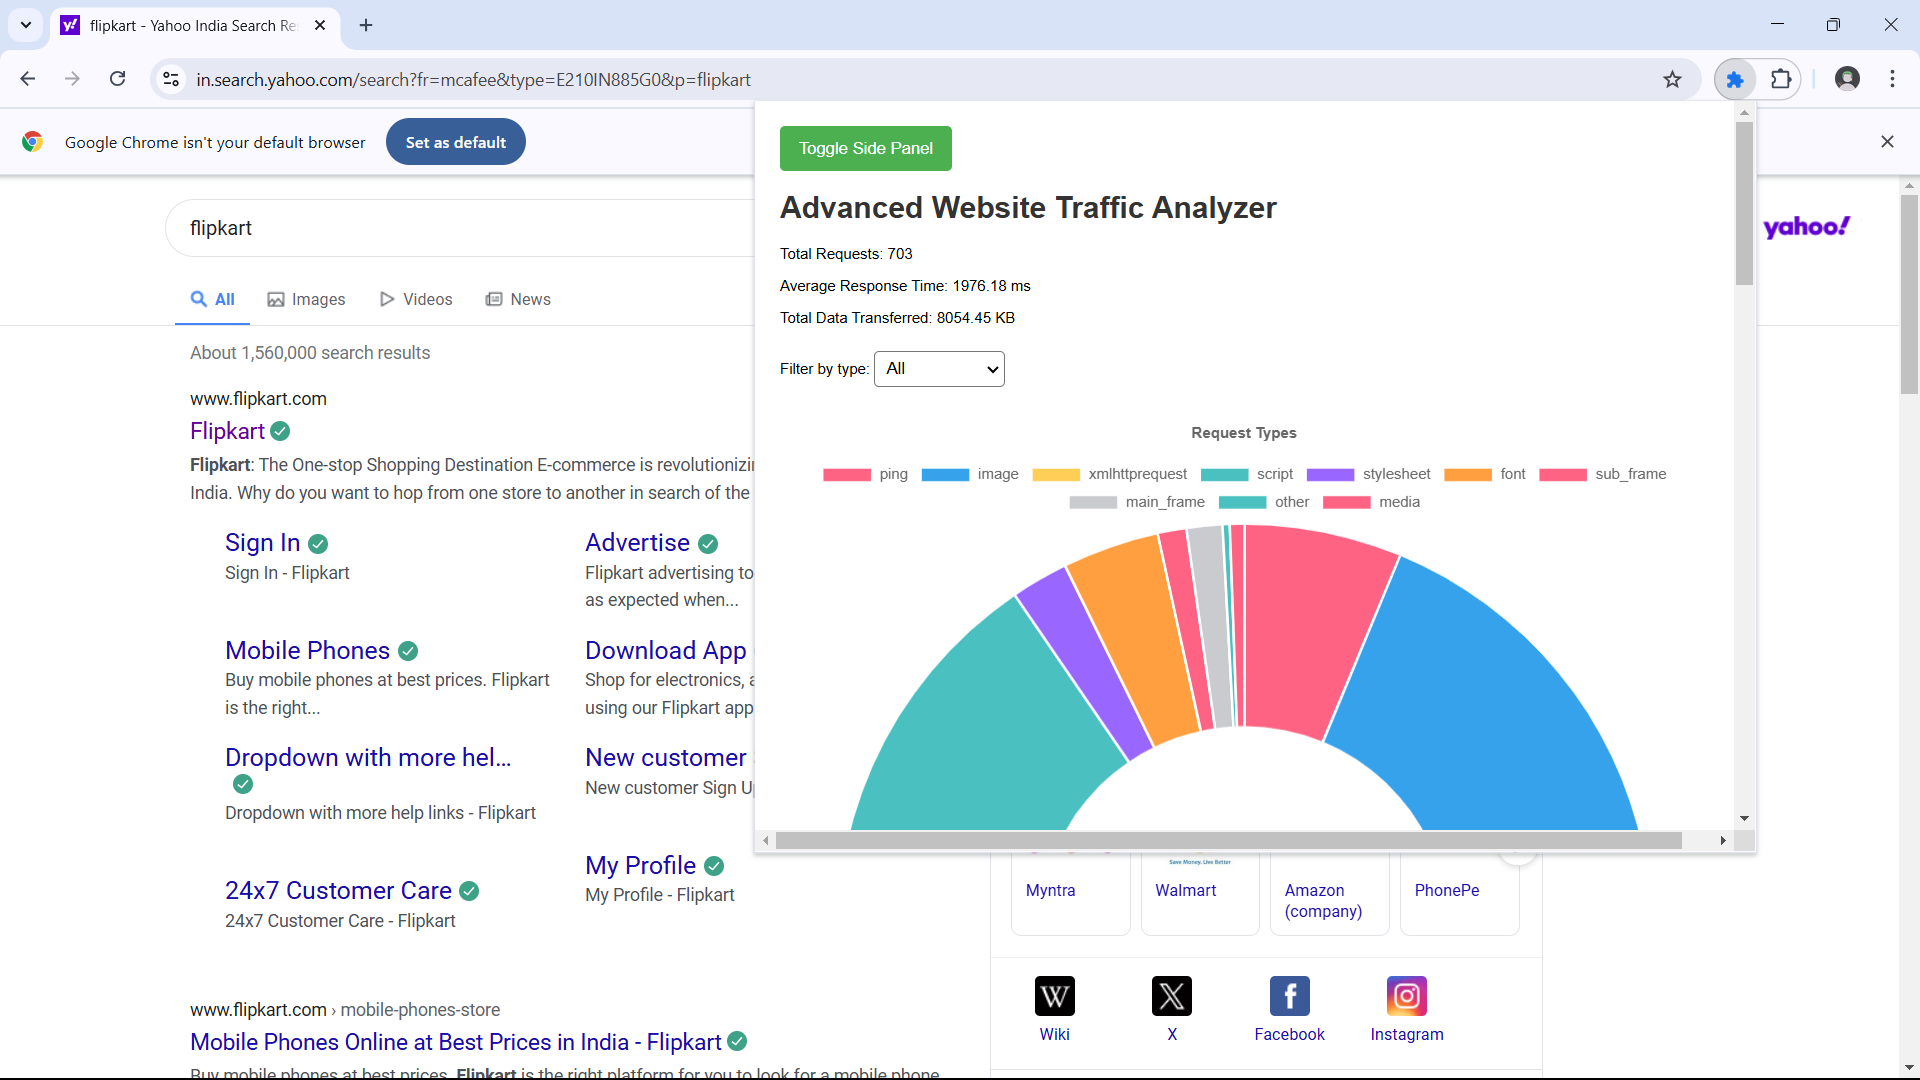 flipkart - Yahoo India Search Re
in.search.yahoo.com/search?fr=mcafee&type=E210IN885G0&p=flipkart
Google Chrome isn't your default browser
Set as default
flipkart
yahoo!
All
Images
Videos
News
About 1,560,000 search results
www.flipkart.com
Flipkart
Flipkart: The One-stop Shopping Destination E-commerce is
India. Why do you want to hop from one store to another in search of the
Sign In
Sign In - Flipkart
Advertise
Flipkart advertising to
as expected when...
Mobile Phones
Buy mobile phones at best prices. Flipkart
is the right...
Download App
Shop for electronics,
using our Flipkart app
Dropdown with more hel...
Dropdown with more help links - Flipkart
New customer
New customer Sign
24x7 Customer Care
24x7 Customer Care - Flipkart
My Profile
My Profile - Flipkart
www.flipkart.com › mobile-phones-store
Mobile Phones Online at Best Prices in India - Flipkart
Buy mobile phones at best prices. Flipkart is the right platform for you to look for a mobile phone
Toggle Side Panel
Advanced Website Traffic Analyzer
Total Requests: 703
Average Response Time: 1976.18 ms
Total Data Transferred: 8054.45 KB
Filter by type: All
Request Types
ping image xmlhttprequest script stylesheet font sub_frame
main_frame other media
Save Money. Live Better
Myntra
Walmart
Amazon
(company)
PhonePe
Wiki
X
Facebook
Instagram